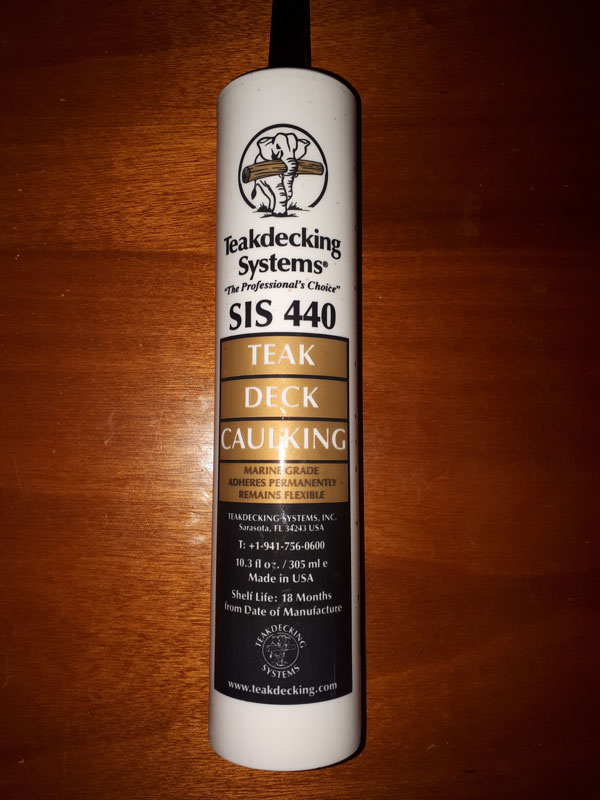 Teakdecking
Systems®
"The Professional's Choice"
SIS 440
TEAK
DECK
CAULKING
MARINE GRADE
ADHERES PERMANENTLY
REMAINS FLEXIBLE
TEAKDECKING SYSTEMS, INC.
Sarasota, FL 34243 USA
T: +1-941-756-0600
10.3 fl oz. / 305 ml e
Made in USA
Shelf Life: 18 Months
from Date of Manufacture
TEAKDECKING
SYSTEMS
www.teakdecking.com